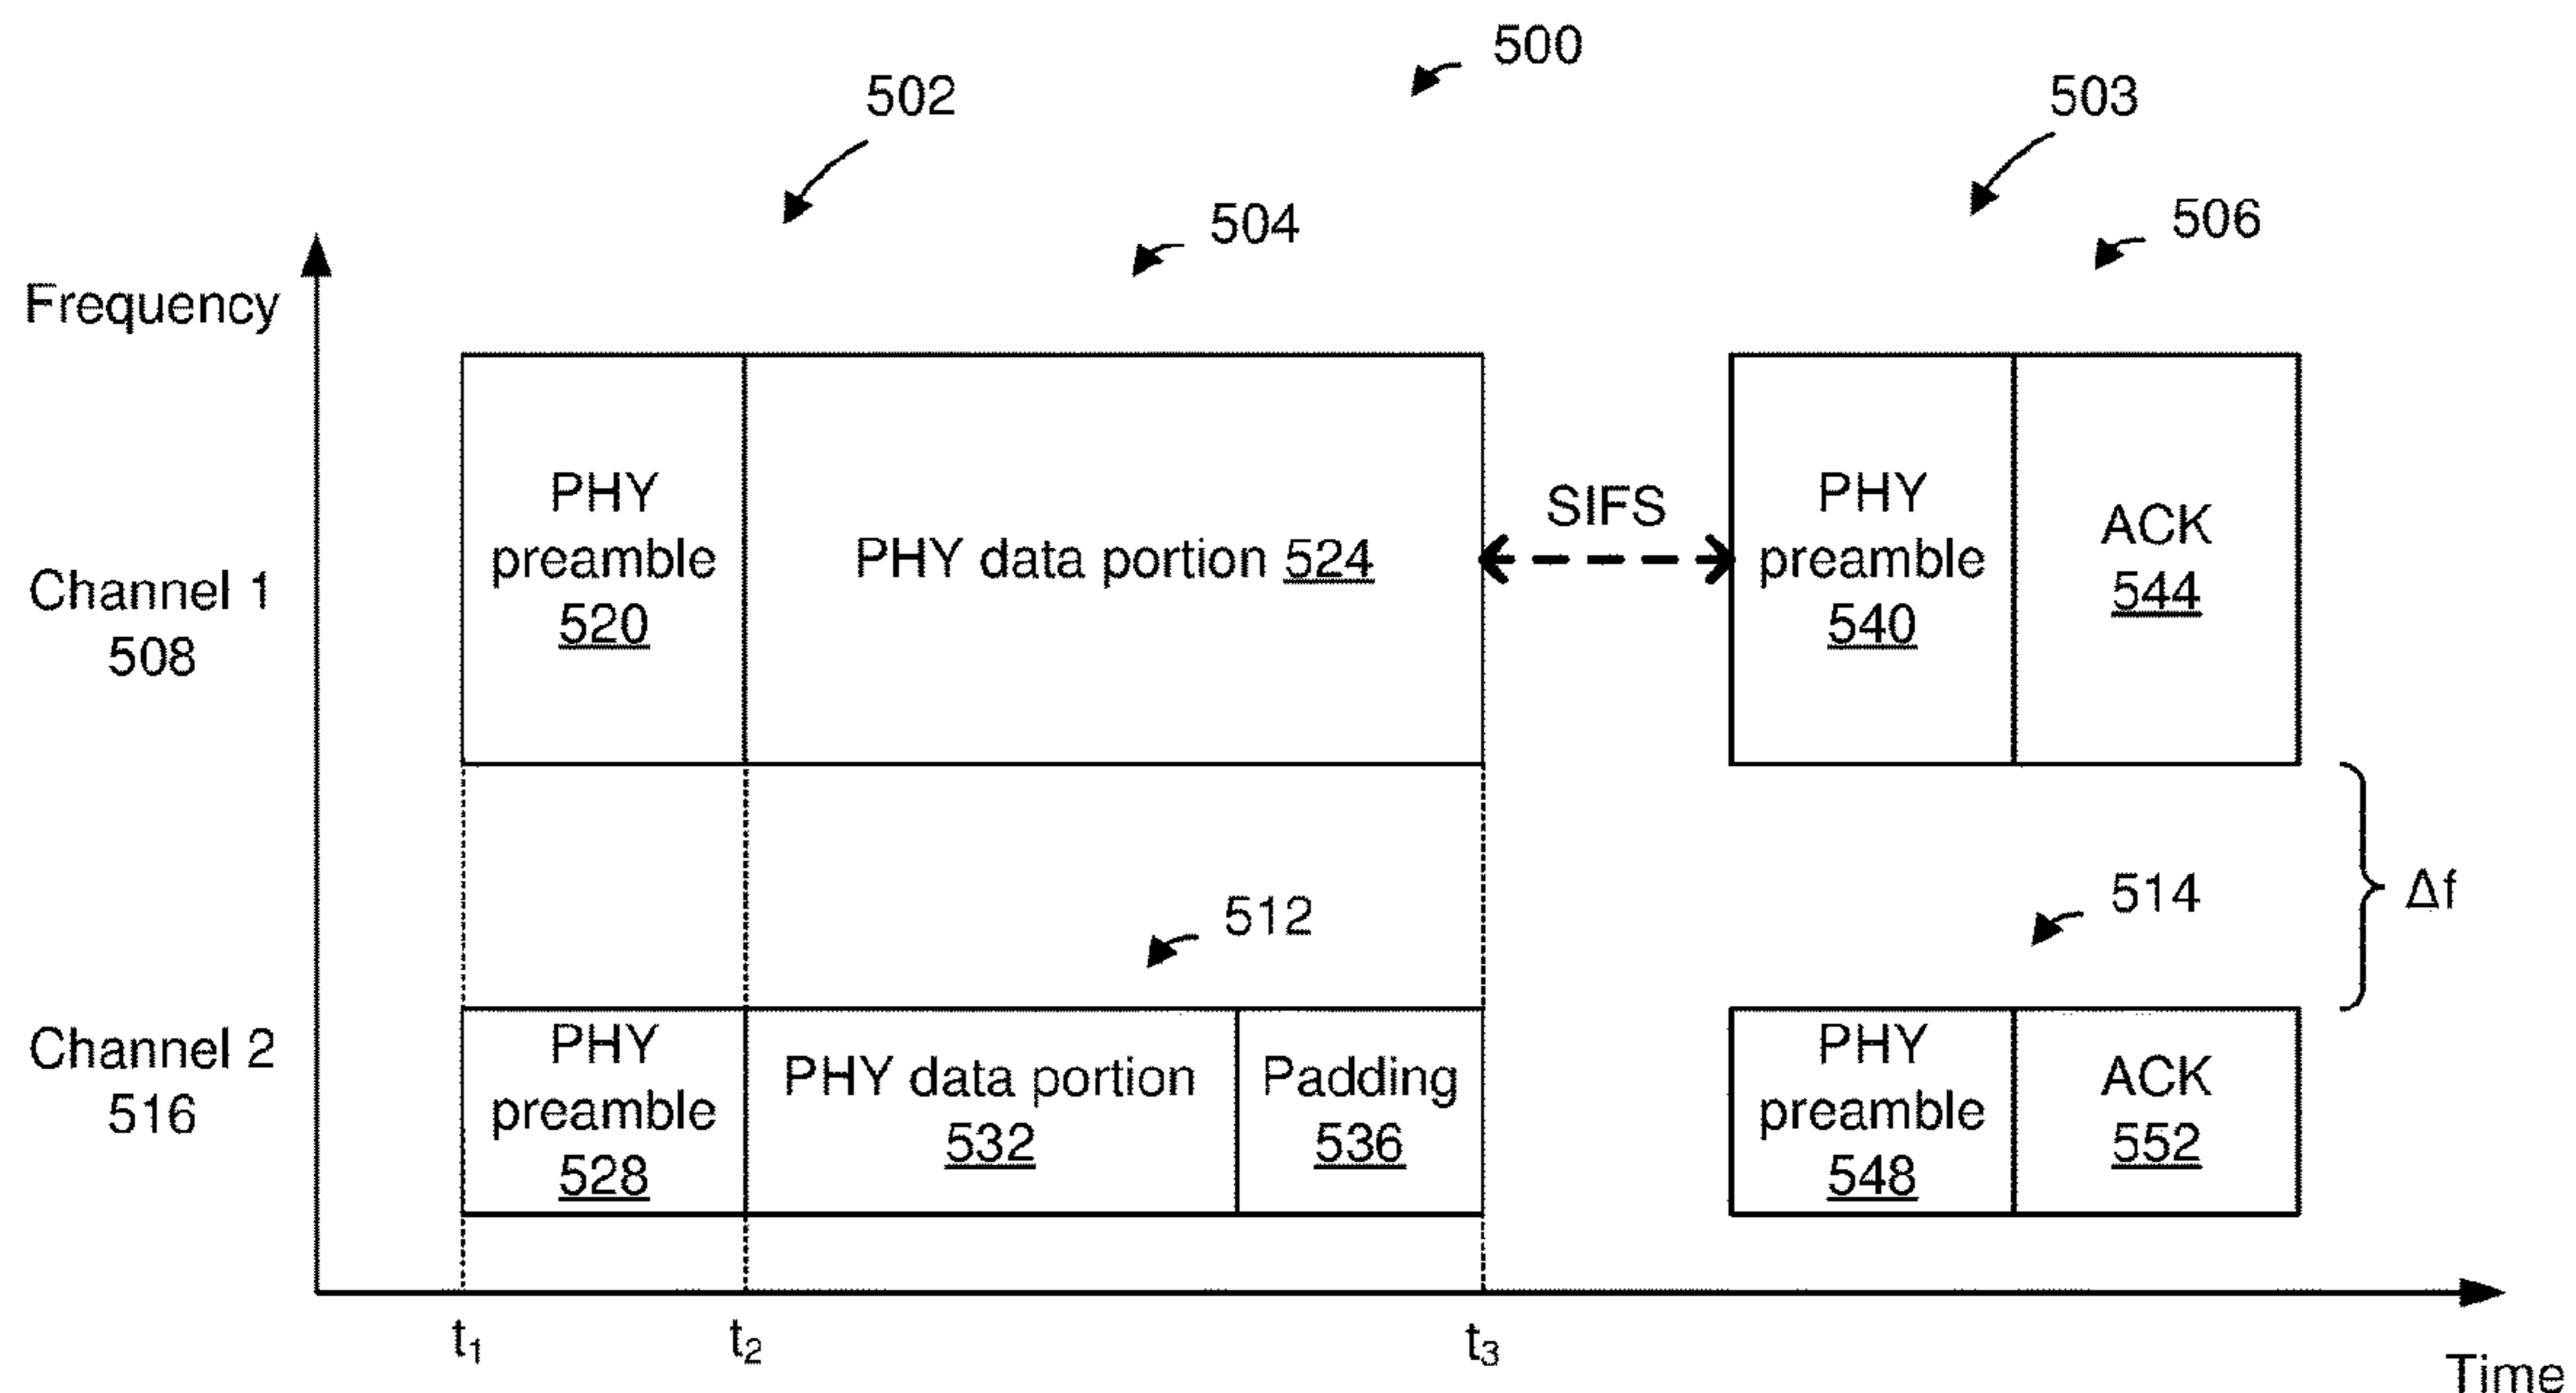 500
502
503
504
506
Frequency
PHY
preamble
520
PHY data portion 524
SIFS
PHY
preamble
540
ACK
544
Channel 1
508
512
514
Δf
Channel 2
516
PHY
preamble
528
PHY data portion
532
Padding
536
PHY
preamble
548
ACK
552
t₁
t₂
t₃
Time